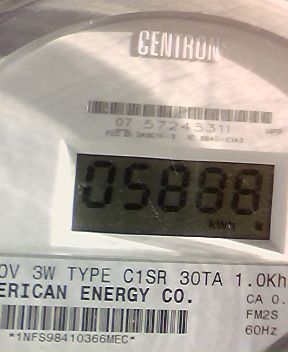 CENTRON
07 57245311
05888
kWh
0V 3W TYPE C1SR 30TA 1.0Kh
ERICAN ENERGY CO.
CA 0.
FM2S
60Hz
*1NFS98410366MEC*